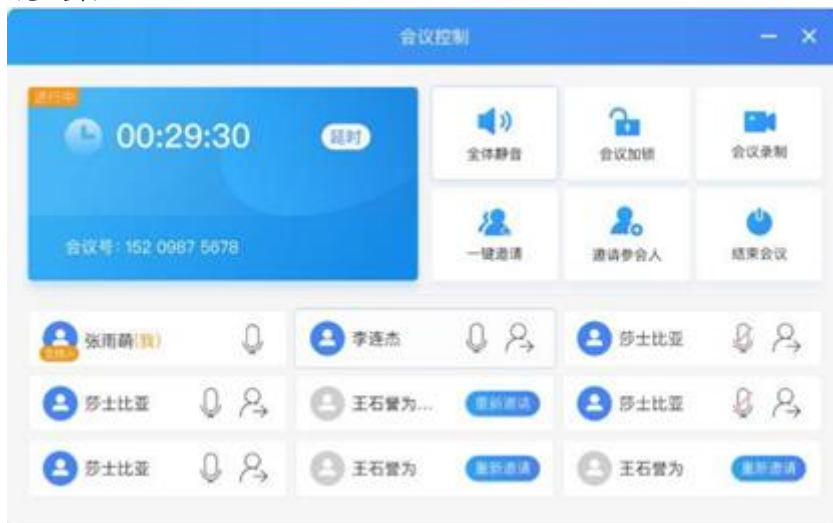 会议控制
进行中
00:29:30
延时
会议号: 152 0987 5678
全体静音
会议加锁
会议录制
一键邀请
邀请参会人
结束会议
张雨萌(我)
主持人
李连杰
莎士比亚
莎士比亚
王石誉为...
重新邀请
莎士比亚
莎士比亚
王石誉为
重新邀请
王石誉为
重新邀请